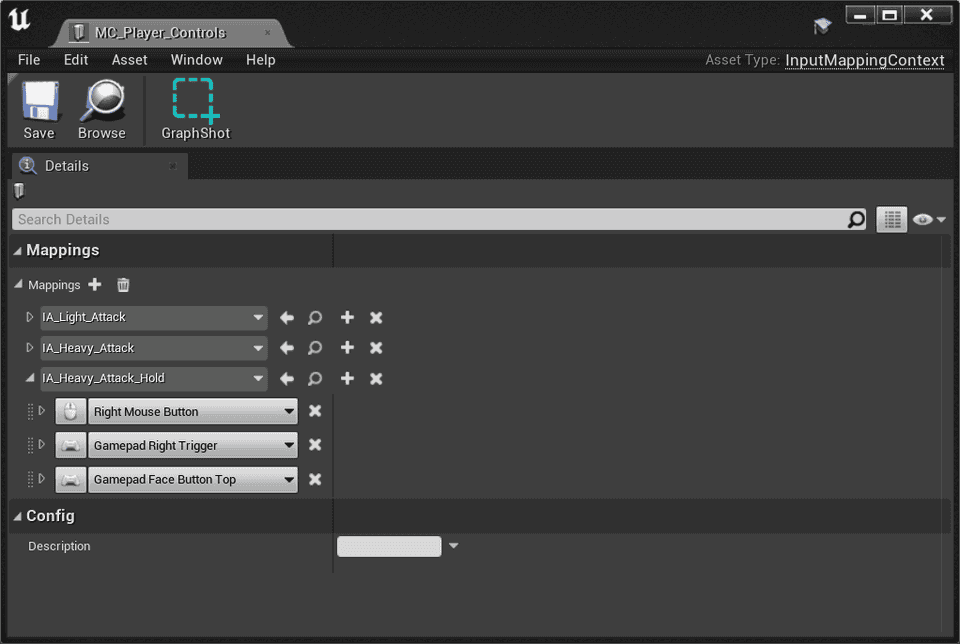 MC_Player_Controls
File Edit Asset Window Help Asset Type: InputMappingContext
Save Browse GraphShot
Details
Search Details
Mappings
Mappings
IA_Light_Attack
IA_Heavy_Attack
IA_Heavy_Attack_Hold
Right Mouse Button
Gamepad Right Trigger
Gamepad Face Button Top
Config
Description